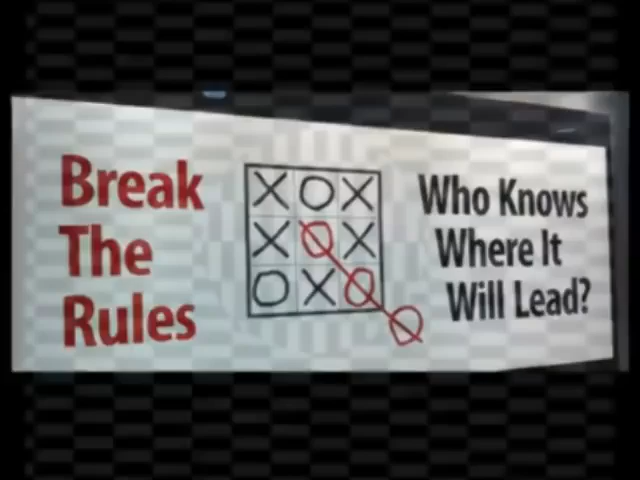 Break
The
Rules
Who Knows
Where It
Will Lead?